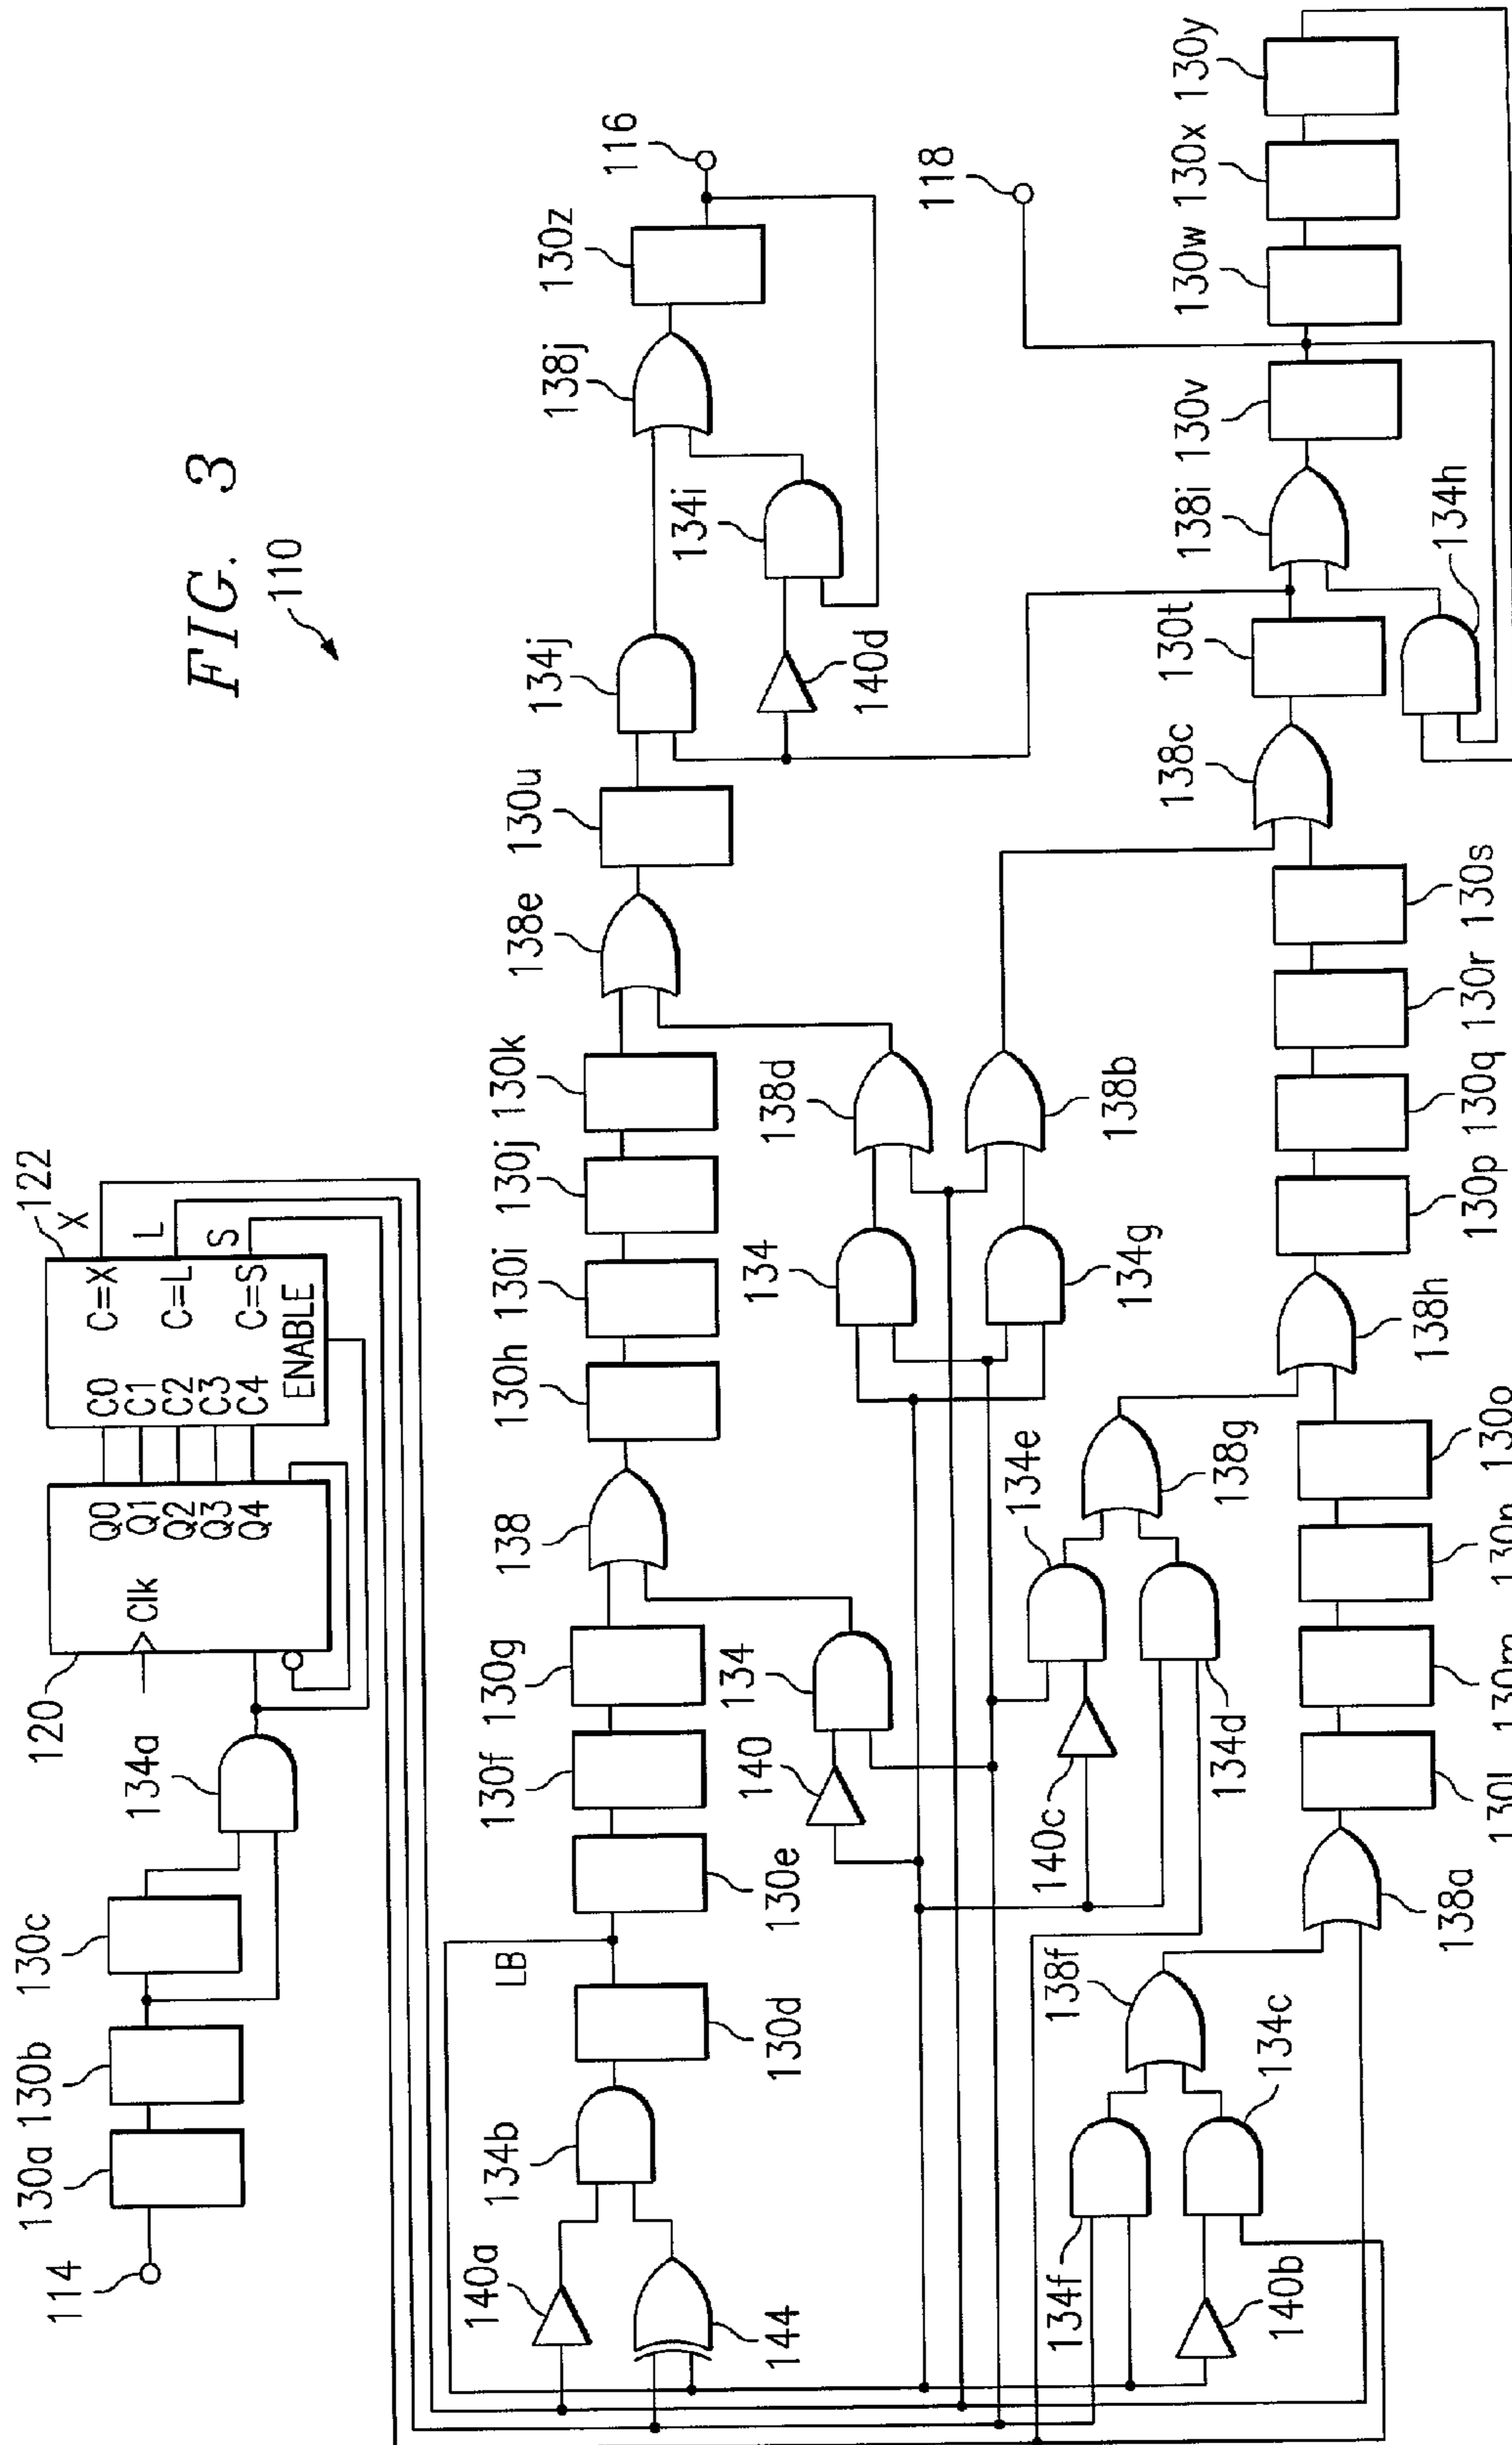 FIG. 3
110
114
130a
130b
130c
134a
120
Clk
Q0
Q1
Q2
Q3
Q4
122
C0
C1
C2
C3
C4
C=X
C=L
C=S
ENABLE
X
L
S
140a
144
134b
130d
LB
130e
130f
130g
140
134
138
130h
130i
130j
130k
138e
130u
134j
140d
134i
138j
130z
116
134
138d
134g
138b
134f
140b
134c
138f
140c
134e
134d
138g
138a
130l
130m
130n
130o
138h
130p
130q
130r
130s
138c
130t
134h
138i
130v
118
130w
130x
130y